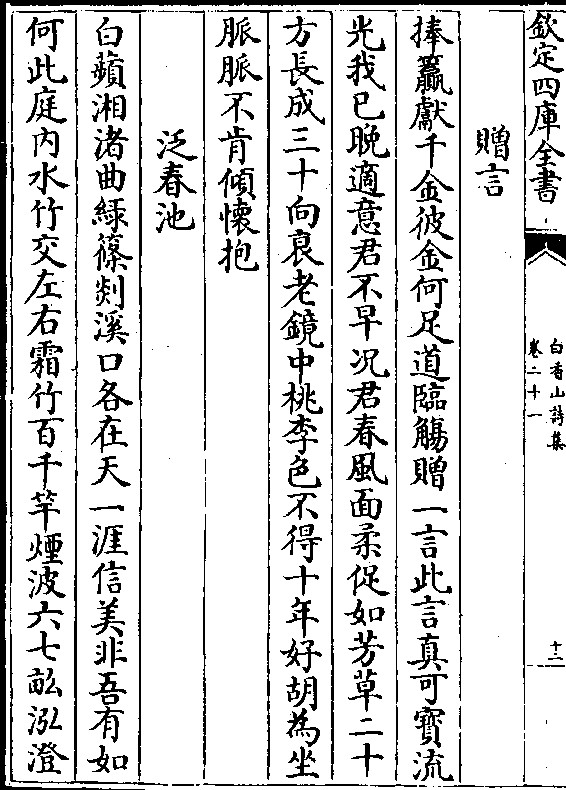 欽定四庫全書
白香山詩集
卷二十一
十二
贈言
捧籝獻千金彼金何足道臨觴贈一言此言真可寳流
光我已晩適意君不早况君春風面柔促如芳草二十
方長成三十向衰老鏡中桃李色不得十年好胡為坐
脈脈不肯傾懷抱
泛春池
白蘋湘渚曲緑篠剡溪口各在天一涯信美非吾有如
何此庭内水竹交左右霜竹百千竿煙波六七畝泓澄